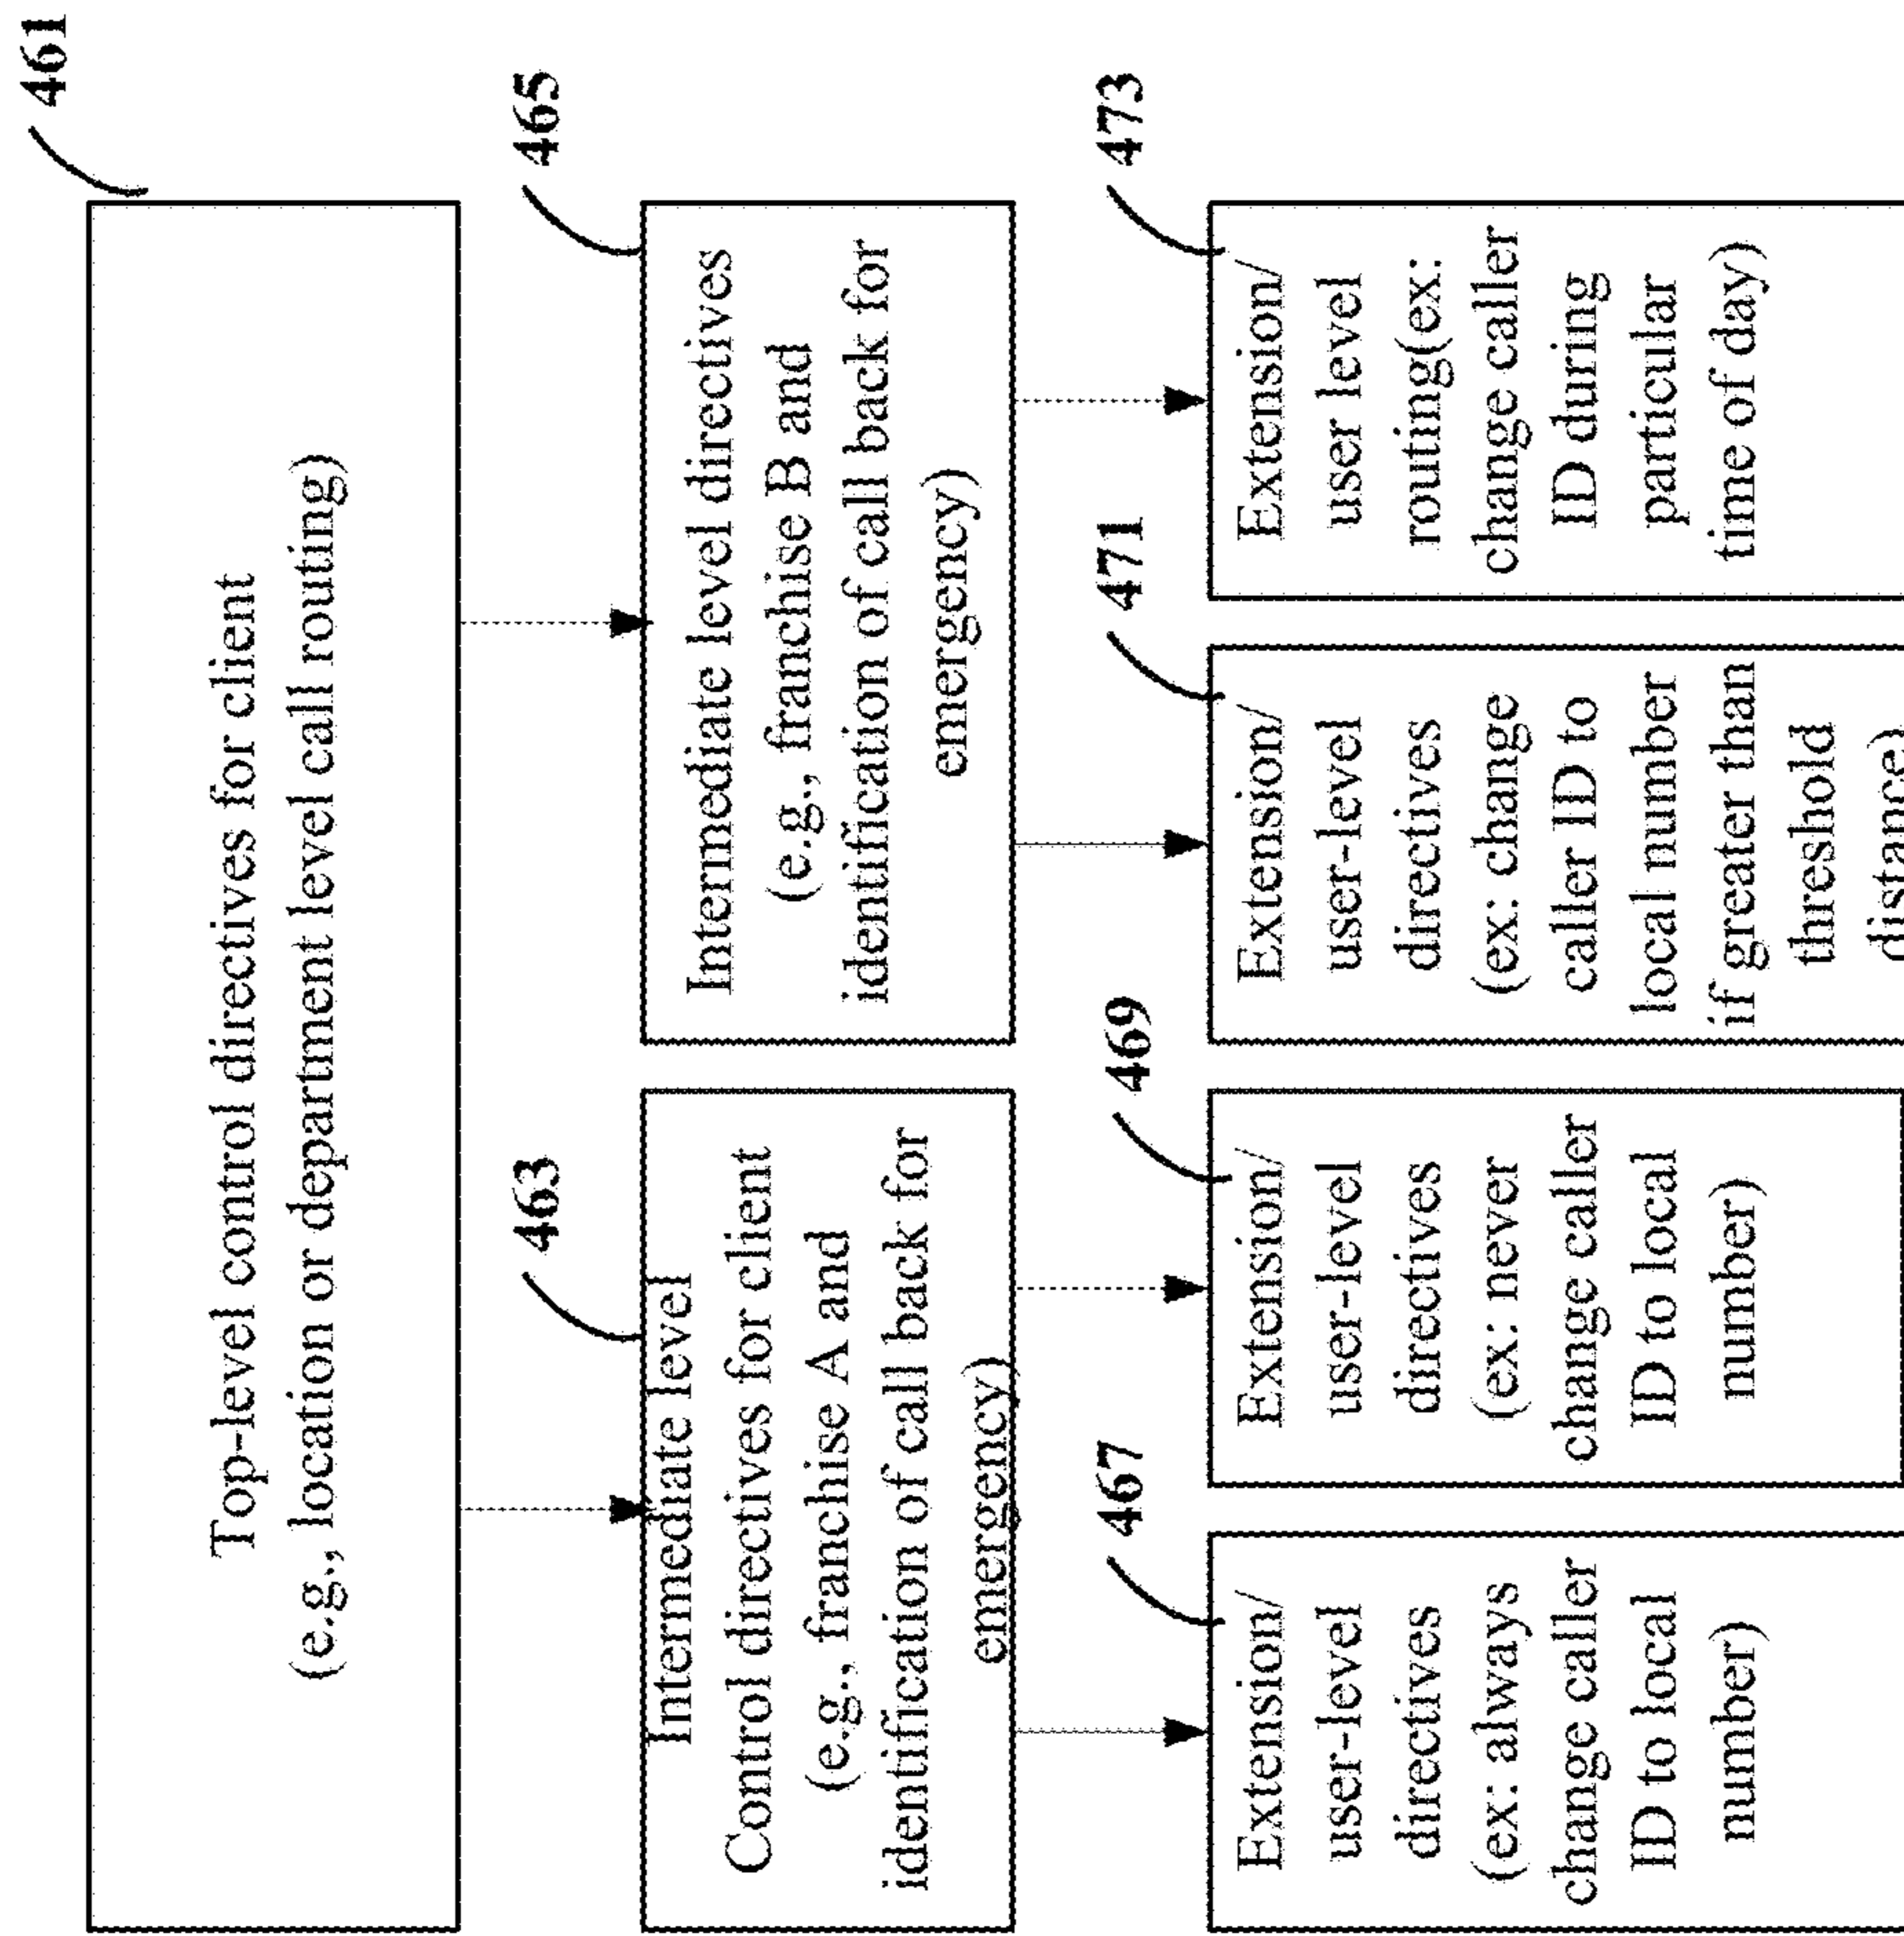 461
Top-level control directives for client
(e.g., location or department level call routing)
463
Intermediate level
Control directives for client
(e.g., franchise A and
identification of call back for
emergency)
465
Intermediate level directives
(e.g., franchise B and
identification of call back for
emergency)
467
Extension/
user-level
directives
(ex: always
change caller
ID to local
number)
469
Extension/
user-level
directives
(ex: never
change caller
ID to local
number)
471
Extension/
user-level
directives
(ex: change
caller ID to
local number
if greater than
threshold
distance)
473
Extension/
user level
routing(ex:
change caller
ID during
particular
time of day)